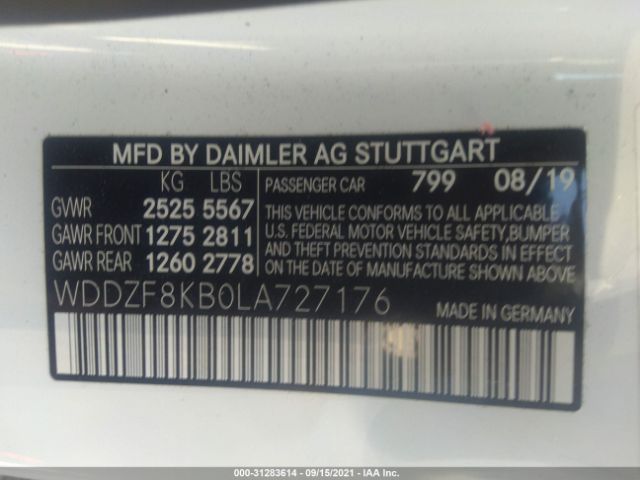 MFD BY DAIMLER AG STUTTGART
KG LBS PASSENGER CAR 799 08/19
GVWR 2525 5567
GAWR FRONT 1275 2811
GAWR REAR 1260 2778
THIS VEHICLE CONFORMS TO ALL APPLICABLE
U.S. FEDERAL MOTOR VEHICLE SAFETY,BUMPER
AND THEFT PREVENTION STANDARDS IN EFFECT
ON DATE OF MANUFACTURE SHOWN ABOVE.
WDDZF8KB0LA727176 MADE IN GERMANY
000-31283614 - 09/15/2021 - IAA Inc.